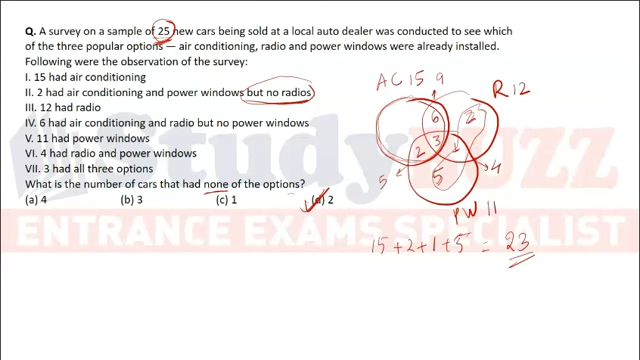 Q. A survey on a sample of 25 new cars being sold at a local auto dealer was conducted to see which
of the three popular options — air conditioning, radio and power windows were already installed.
Following were the observation of the survey:
I. 15 had air conditioning
II. 2 had air conditioning and power windows but no radios
III. 12 had radio
IV. 6 had air conditioning and radio but no power windows
V. 11 had power windows
VI. 4 had radio and power windows
VII. 3 had all three options
What is the number of cars that had none of the options?
(a) 4 (b) 3 (c) 1 (d) 2
AC 15 9
R 12
6 2
3
2 1
5 5 4
PW 11
15+2+1+5 = 23
StudyBuzz
ENTRANCE EXAMS SPECIALIST